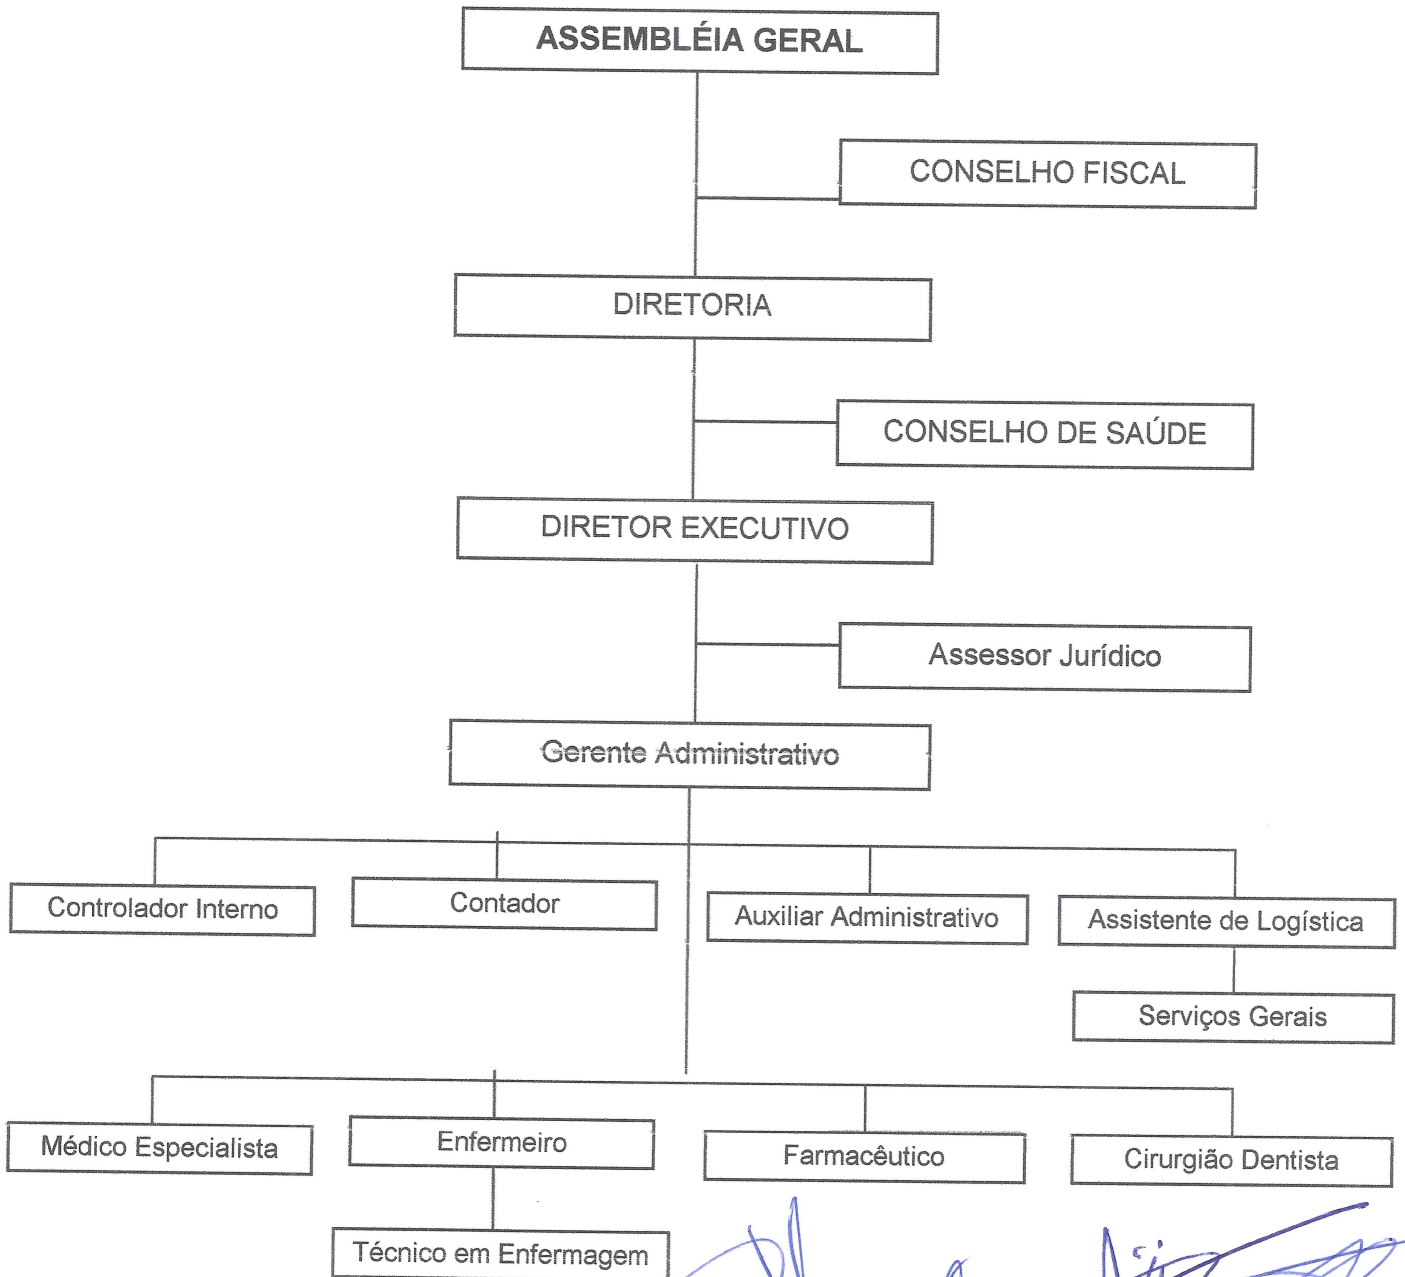 ASSEMBLÉIA GERAL
CONSELHO FISCAL
DIRETORIA
CONSELHO DE SAÚDE
DIRETOR EXECUTIVO
Assessor Jurídico
Gerente Administrativo
Controlador Interno
Contador
Auxiliar Administrativo
Assistente de Logística
Serviços Gerais
Médico Especialista
Enfermeiro
Farmacêutico
Cirurgião Dentista
Técnico em Enfermagem